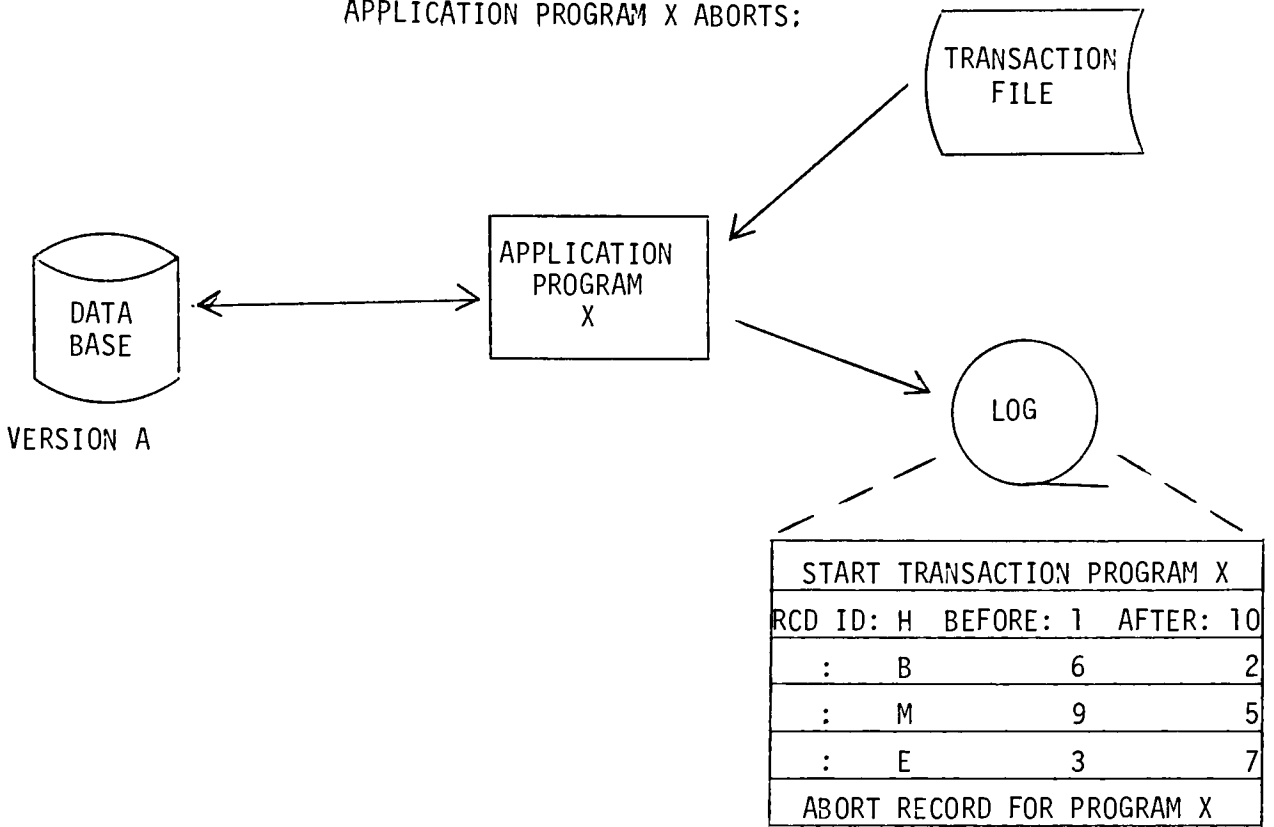 APPLICATION PROGRAM X ABORTS:
TRANSACTION
FILE
APPLICATION
PROGRAM
X
DATA
BASE
VERSION A
LOG
START TRANSACTION PROGRAM X
RCD ID: H BEFORE: 1 AFTER: 10
: B 6 2
: M 9 5
: E 3 7
ABORT RECORD FOR PROGRAM X